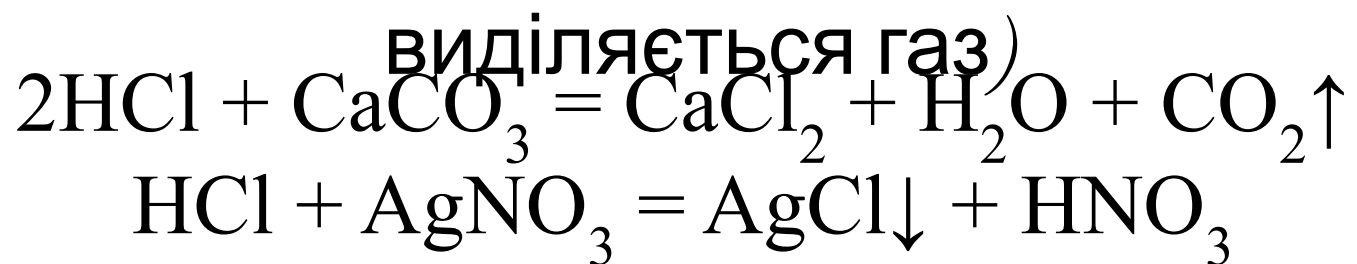 виділяється газ)
2HCl + CaCO₃ = CaCl₂ + H₂O + CO₂↑
HCl + AgNO₃ = AgCl↓ + HNO₃